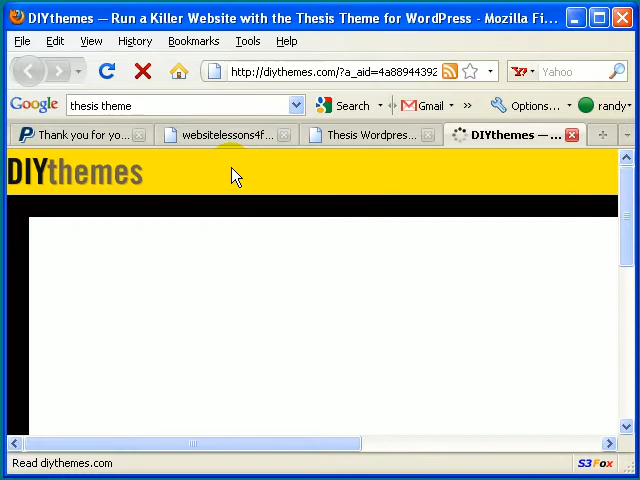 DIYthemes — Run a Killer Website with the Thesis Theme for WordPress - Mozilla Fi...
File Edit View History Bookmarks Tools Help
http://diythemes.com/?a_aid=4a88944392 Y! Yahoo
Google thesis theme Search Gmail » Options... randy
Thank you for yo... websitelessons4f... Thesis Wordpress... DIYthemes — ...
DIYthemes
Read diythemes.com S3Fox